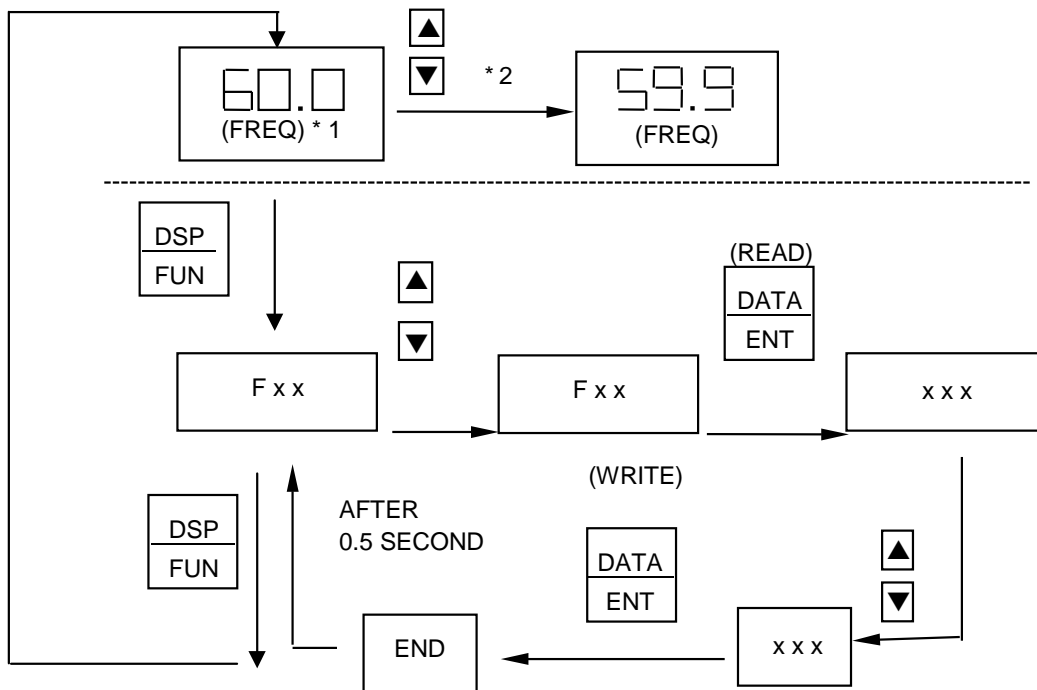 60.0
(FREQ) * 1
▲
▼
* 2
59.9
(FREQ)
DSP
FUN
▲
▼
(READ)
DATA
ENT
F x x
F x x
x x x
DSP
FUN
AFTER
0.5 SECOND
(WRITE)
DATA
ENT
▲
▼
END
x x x